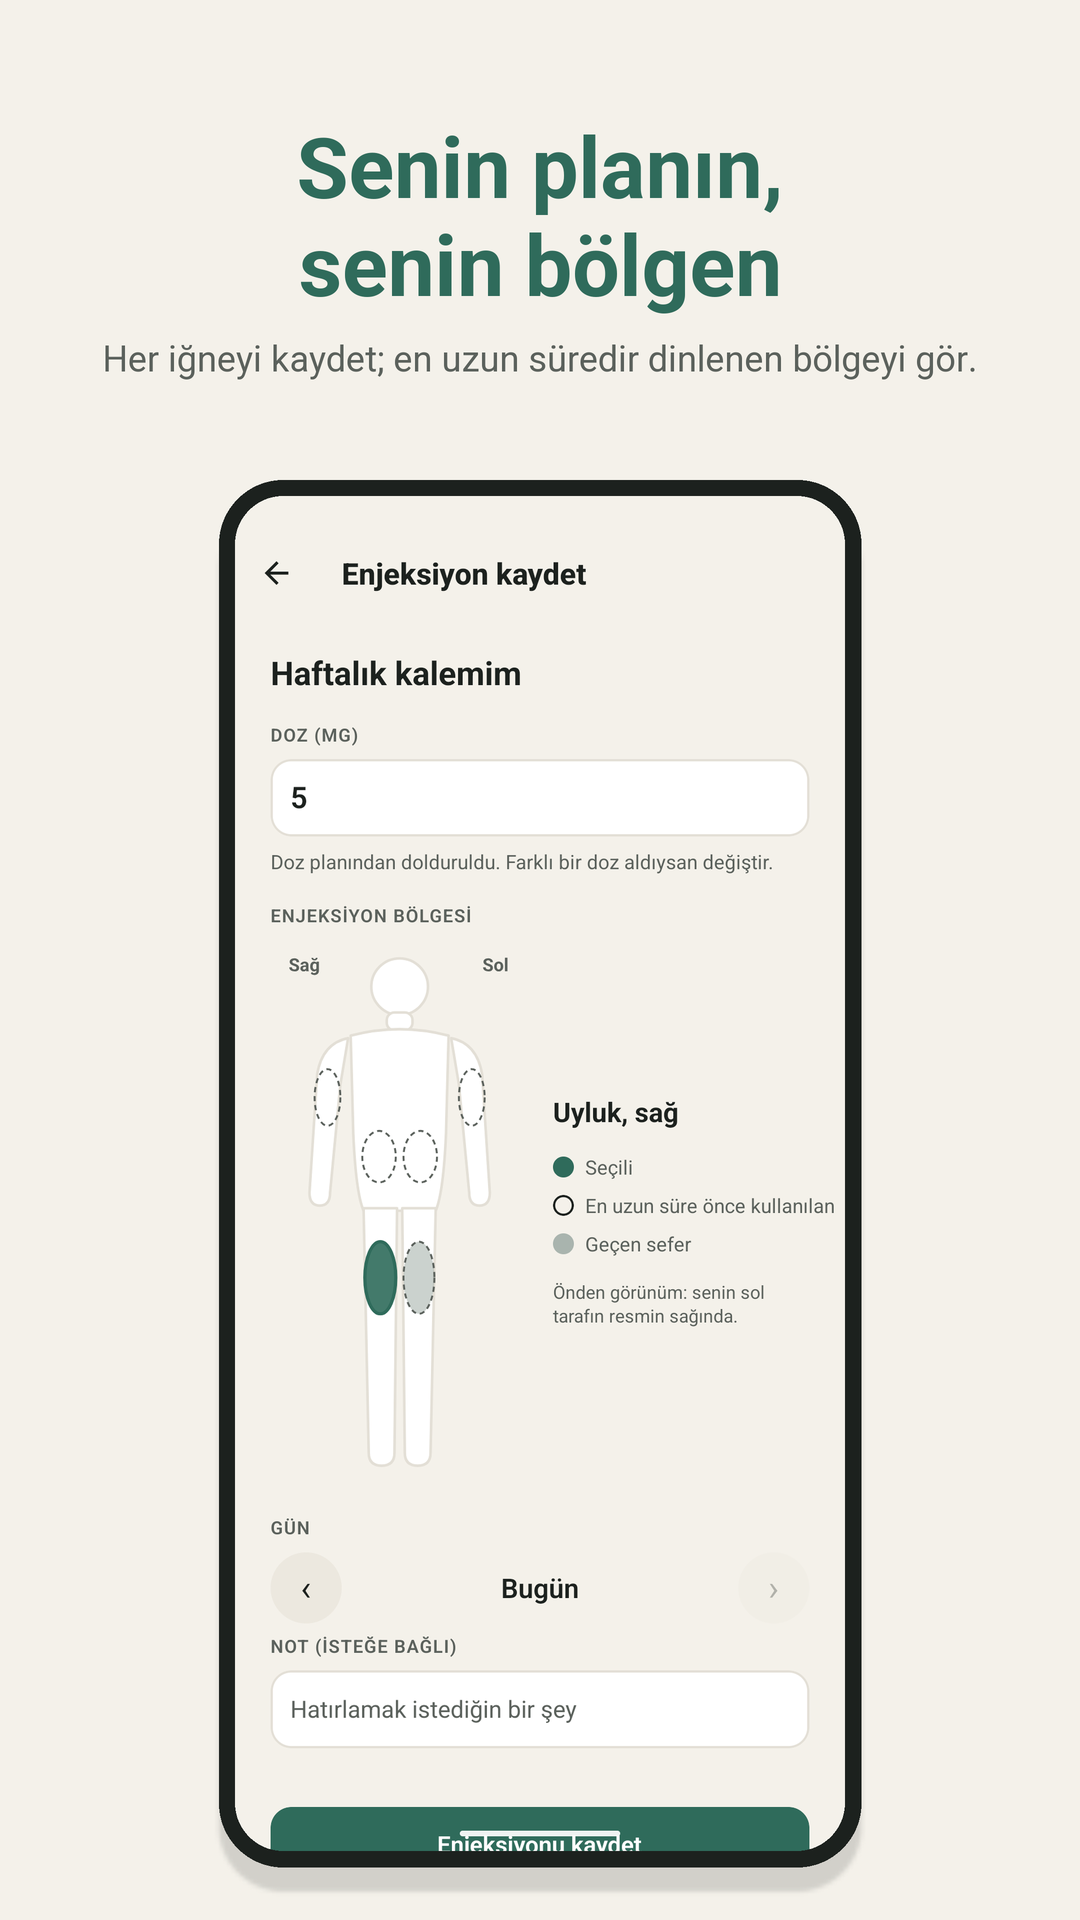 Senin planın,
senin bölgen
Her iğneyi kaydet; en uzun süredir dinlenen bölgeyi gör.
Enjeksiyon kaydet
Haftalık kalemim
DOZ (MG)
5
Doz planından dolduruldu. Farklı bir doz aldıysan değiştir.
ENJEKSİYON BÖLGESİ
Sağ
Sol
Uyluk, sağ
Seçili
En uzun süre önce kullanılan
Geçen sefer
Önden görünüm: senin sol
tarafın resmin sağında.
GÜN
‹
Bugün
›
NOT (İSTEĞE BAĞLI)
Hatırlamak istediğin bir şey
Enjeksiyonu kaydet